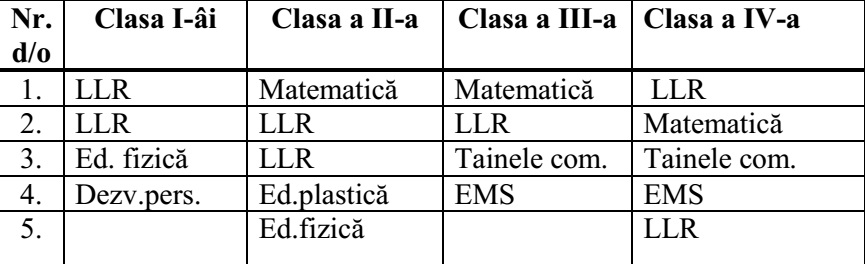 Nr. d/o Clasa I-âi Clasa a II-a Clasa a III-a Clasa a IV-a
1. LLR Matematică Matematică LLR
2. LLR LLR LLR Matematică
3. Ed. fizică LLR Tainele com. Tainele com.
4. Dezv.pers. Ed.plastică EMS EMS
5. Ed.fizică LLR